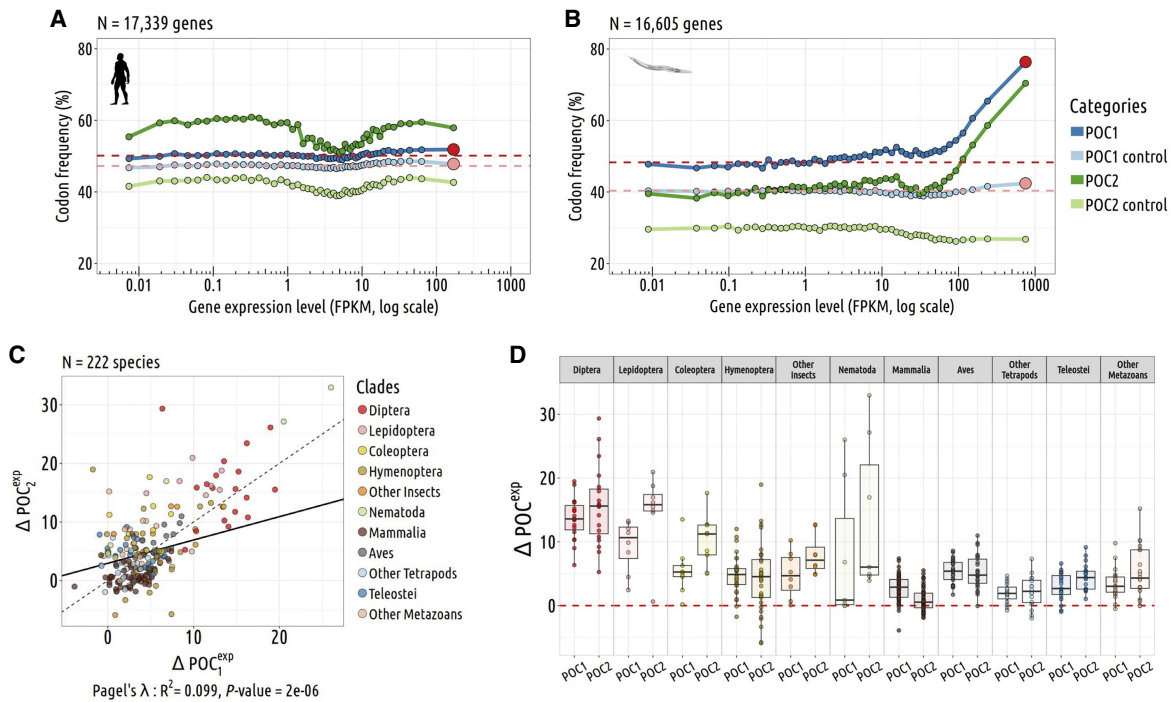 A
N = 17,339 genes
Codon frequency (%)
80
60
40
20
0.01 0.1 1 10 100 1000
Gene expression level (FPKM, log scale)
B
N = 16,605 genes
Codon frequency (%)
80
60
40
20
0.01 0.1 1 10 100 1000
Gene expression level (FPKM, log scale)
Categories
POC1
POC1 control
POC2
POC2 control
C
N = 222 species
Δ POC₂ᵉˣᵖ
30
20
10
0
0 10 20
Δ POC₁ᵉˣᵖ
Pagel's λ : R²= 0.099, P-value = 2e-06
Clades
Diptera
Lepidoptera
Coleoptera
Hymenoptera
Other Insects
Nematoda
Mammalia
Aves
Other Tetrapods
Teleostei
Other Metazoans
D
Diptera Lepidoptera Coleoptera Hymenoptera Other Insects Nematoda Mammalia Aves Other Tetrapods Teleostei Other Metazoans
Δ POCᵉˣᵖ
30
20
10
0
POC1 POC2 POC1 POC2 POC1 POC2 POC1 POC2 POC1 POC2 POC1 POC2 POC1 POC2 POC1 POC2 POC1 POC2 POC1 POC2 POC1 POC2